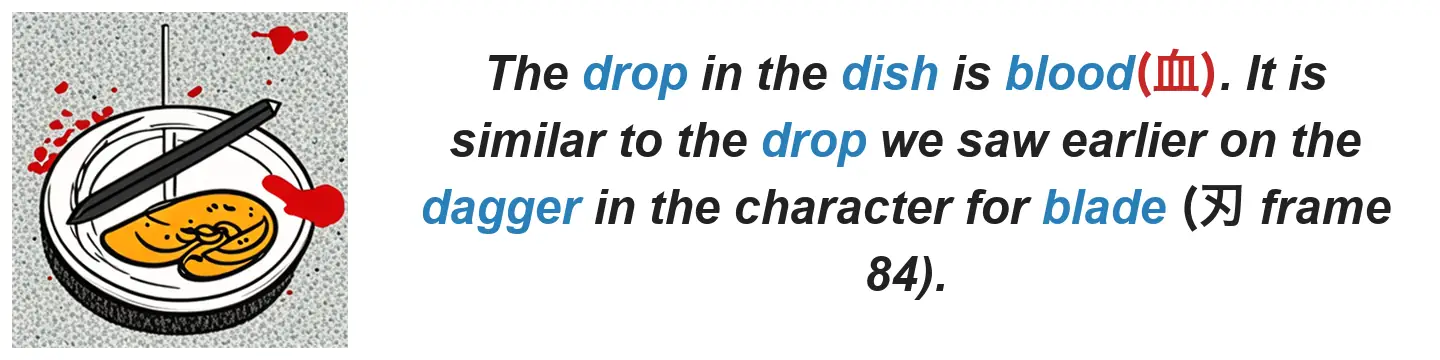 The drop in the dish is blood(血). It is
similar to the drop we saw earlier on the
dagger in the character for blade (刃 frame
84).